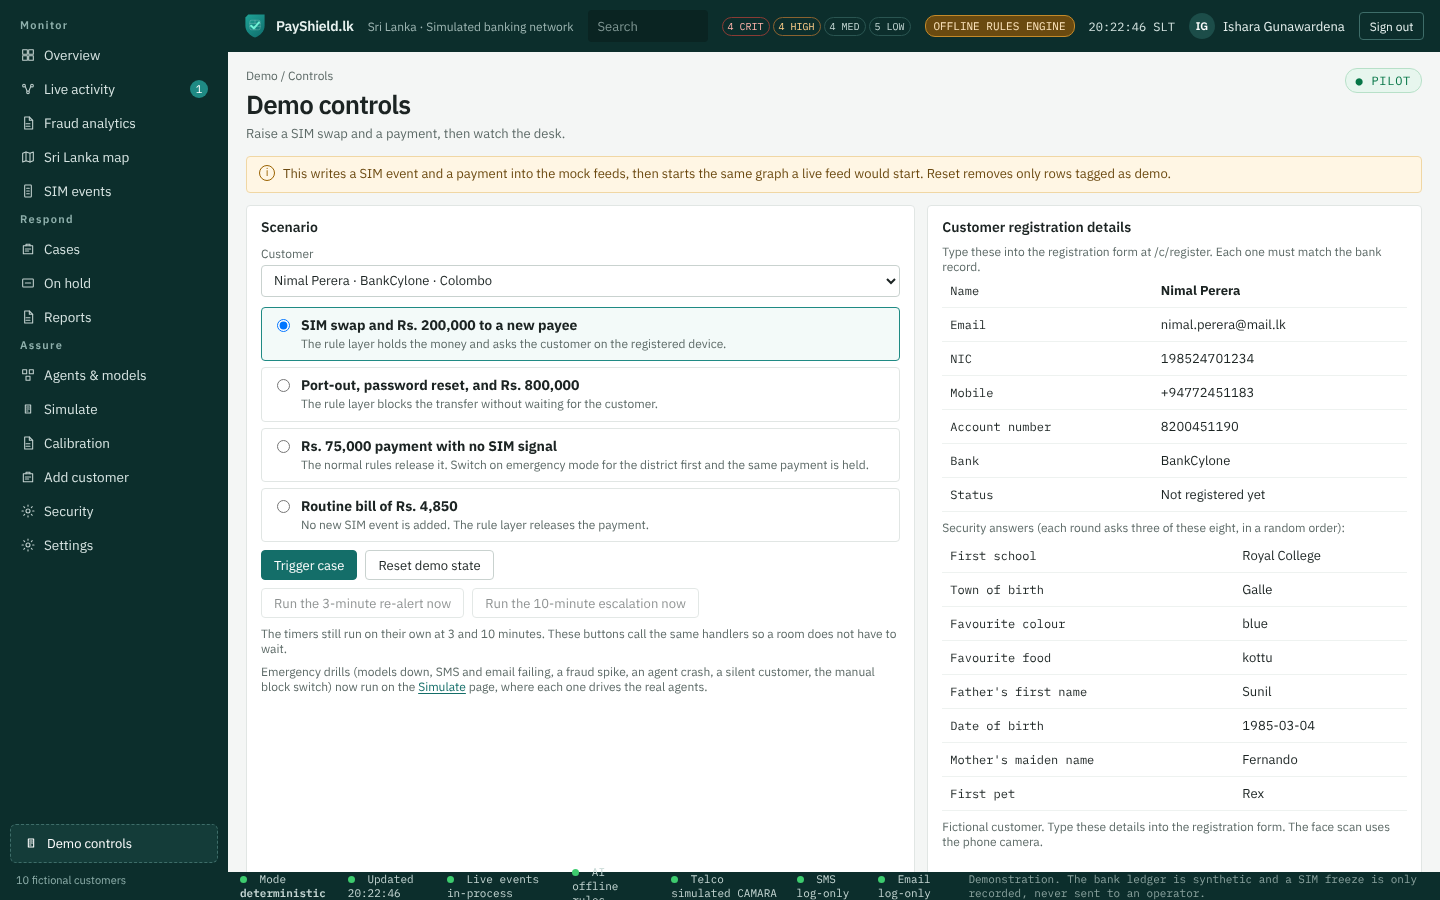 Monitor
Overview
Live activity 1
Fraud analytics
Sri Lanka map
SIM events
Respond
Cases
On hold
Reports
Assure
Agents & models
Simulate
Calibration
Add customer
Security
Settings
Demo controls
10 fictional customers
PayShield.lk Sri Lanka · Simulated banking network Search 4 CRIT 4 HIGH 4 MED 5 LOW OFFLINE RULES ENGINE 20:22:46 SLT IG Ishara Gunawardena Sign out
Demo / Controls
PILOT
Demo controls
Raise a SIM swap and a payment, then watch the desk.
This writes a SIM event and a payment into the mock feeds, then starts the same graph a live feed would start. Reset removes only rows tagged as demo.
Scenario
Customer
Nimal Perera · BankCylone · Colombo
SIM swap and Rs. 200,000 to a new payee
The rule layer holds the money and asks the customer on the registered device.
Port-out, password reset, and Rs. 800,000
The rule layer blocks the transfer without waiting for the customer.
Rs. 75,000 payment with no SIM signal
The normal rules release it. Switch on emergency mode for the district first and the same payment is held.
Routine bill of Rs. 4,850
No new SIM event is added. The rule layer releases the payment.
Trigger case Reset demo state
Run the 3-minute re-alert now Run the 10-minute escalation now
The timers still run on their own at 3 and 10 minutes. These buttons call the same handlers so a room does not have to
wait.
Emergency drills (models down, SMS and email failing, a fraud spike, an agent crash, a silent customer, the manual
block switch) now run on the Simulate page, where each one drives the real agents.
Customer registration details
Type these into the registration form at /c/register. Each one must match the bank
record.
Name Nimal Perera
Email nimal.perera@mail.lk
NIC 198524701234
Mobile +94772451183
Account number 8200451190
Bank BankCylone
Status Not registered yet
Security answers (each round asks three of these eight, in a random order):
First school Royal College
Town of birth Galle
Favourite colour blue
Favourite food kottu
Father's first name Sunil
Date of birth 1985-03-04
Mother's maiden name Fernando
First pet Rex
Fictional customer. Type these details into the registration form. The face scan uses
the phone camera.
Mode
deterministic
Updated
20:22:46
Live events
in-process
AI
offline
rules
Telco
simulated CAMARA
SMS
log-only
Email
log-only
Demonstration. The bank ledger is synthetic and a SIM freeze is only
recorded, never sent to an operator.